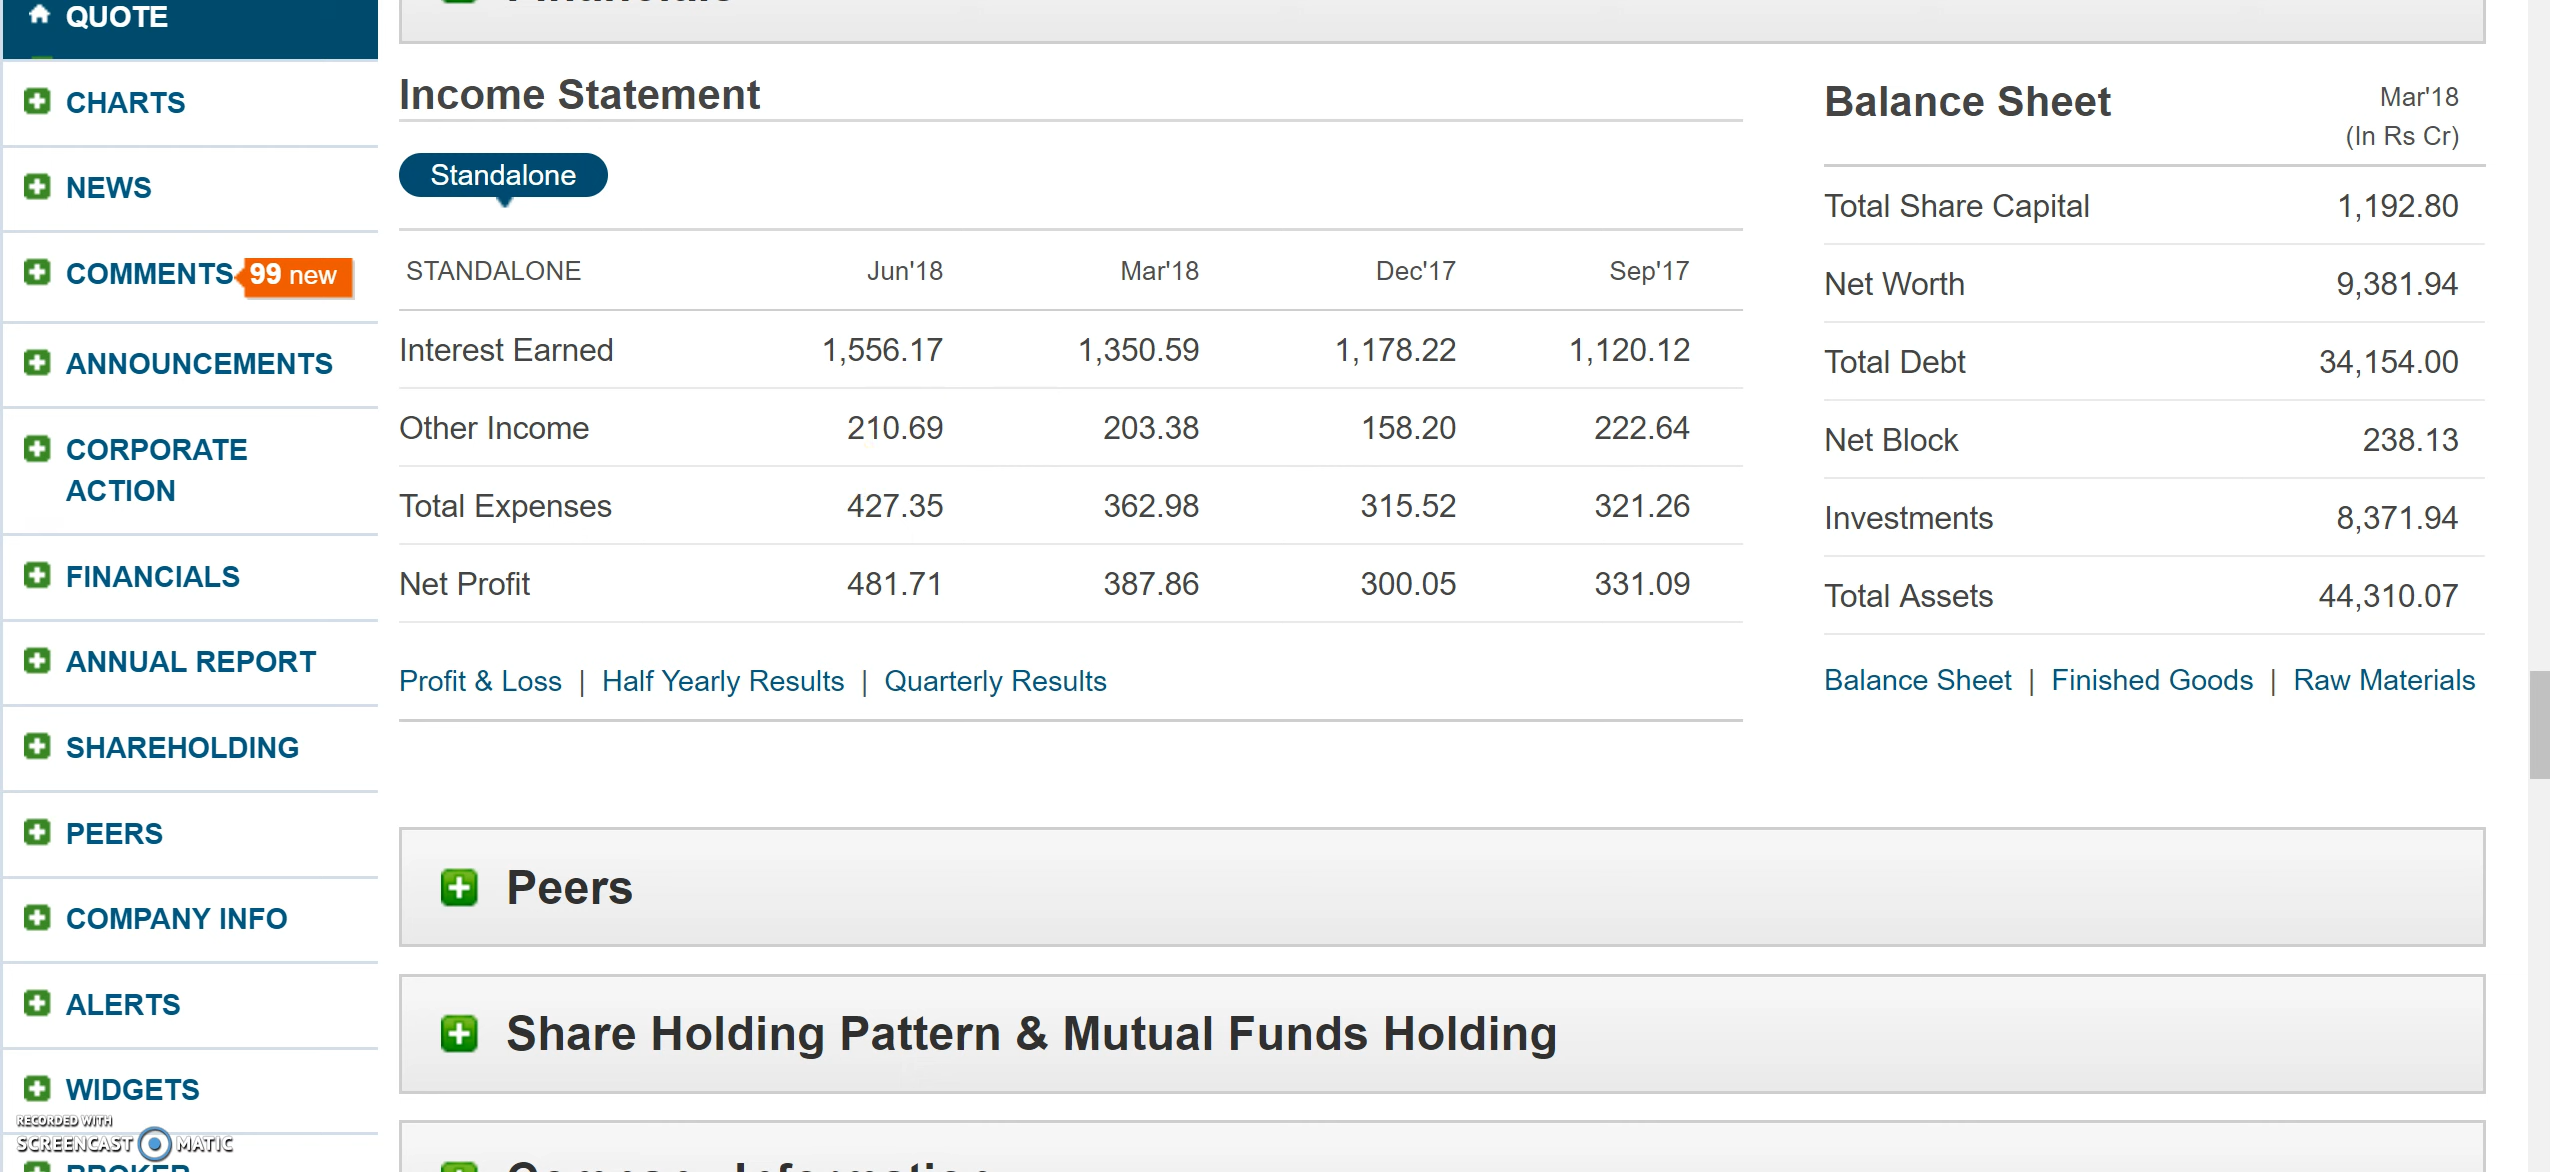 QUOTE
CHARTS
NEWS
COMMENTS 99 new
ANNOUNCEMENTS
CORPORATE
ACTION
FINANCIALS
ANNUAL REPORT
SHAREHOLDING
PEERS
COMPANY INFO
ALERTS
WIDGETS
RECORDED WITH
SCREENCAST MATIC
BROKER
Financials
Income Statement
Standalone
STANDALONE Jun'18 Mar'18 Dec'17 Sep'17
Interest Earned 1,556.17 1,350.59 1,178.22 1,120.12
Other Income 210.69 203.38 158.20 222.64
Total Expenses 427.35 362.98 315.52 321.26
Net Profit 481.71 387.86 300.05 331.09
Profit & Loss | Half Yearly Results | Quarterly Results
Balance Sheet Mar'18
(In Rs Cr)
Total Share Capital 1,192.80
Net Worth 9,381.94
Total Debt 34,154.00
Net Block 238.13
Investments 8,371.94
Total Assets 44,310.07
Balance Sheet | Finished Goods | Raw Materials
Peers
Share Holding Pattern & Mutual Funds Holding
Company Information